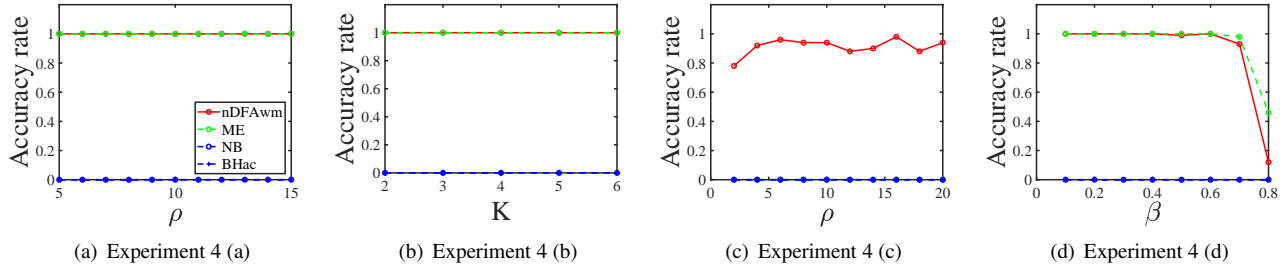 Accuracy rate
1
0.8
0.6
0.4
0.2
0
5
10
15
ρ
nDFAwm
ME
NB
BHac
(a) Experiment 4 (a)
Accuracy rate
1
0.8
0.6
0.4
0.2
0
2
3
4
5
6
K
(b) Experiment 4 (b)
Accuracy rate
1
0.8
0.6
0.4
0.2
0
0
5
10
15
20
ρ
(c) Experiment 4 (c)
Accuracy rate
1
0.8
0.6
0.4
0.2
0
0
0.2
0.4
0.6
0.8
β
(d) Experiment 4 (d)